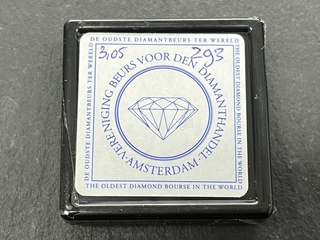 DE OUDSTE DIAMANTBEURS TER WERELD
3,05 293
VERENIGING BEURS VOOR DEN DIAMANTHANDEL
·AMSTERDAM·
DE OUDSTE DIAMANTBEURS TER WERELD
THE OLDEST DIAMOND BOURSE IN THE WORLD
THE OLDEST DIAMOND BOURSE IN THE WORLD